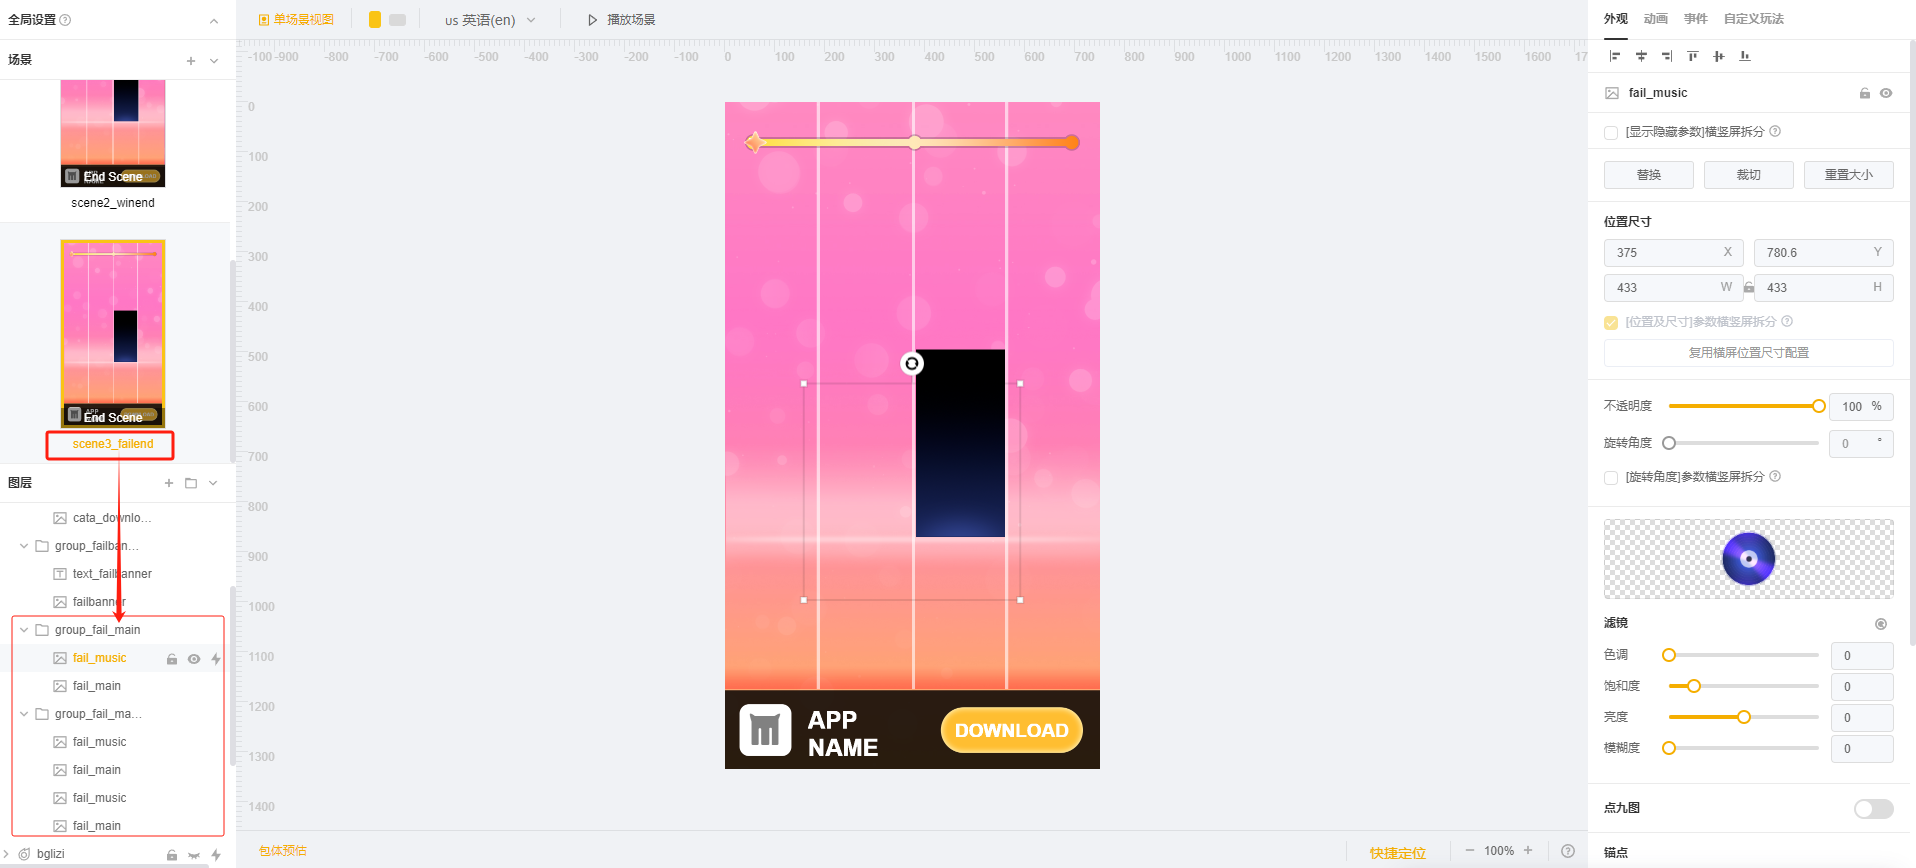 全局设置
场景
End Scene
scene2_winend
End Scene
scene3_failend
图层
cata_downlo...
group_failban...
text_failbanner
failbanner
group_fail_main
fail_music
fail_main
group_fail_ma...
fail_music
fail_main
fail_music
fail_main
bglizi
单场景视图
us 英语(en)
播放场景
-100 -900 -800 -700 -600 -500 -400 -300 -200 -100 0 100 200 300 400 500 600 700 800 900 1000 1100 1200 1300 1400 1500 1600 17
0
100
200
300
400
500
600
700
800
900
1000
1100
1200
1300
1400
APP
NAME
DOWNLOAD
包体预估
快捷定位
100%
外观 动画 事件 自定义玩法
fail_music
[显示隐藏参数]横竖屏拆分
替换 裁切 重置大小
位置尺寸
375 X 780.6 Y
433 W 433 H
[位置及尺寸]参数横竖屏拆分
复用横屏位置尺寸配置
不透明度 100 %
旋转角度 0 °
[旋转角度]参数横竖屏拆分
滤镜
色调 0
饱和度 0
亮度 0
模糊度 0
点九图
锚点